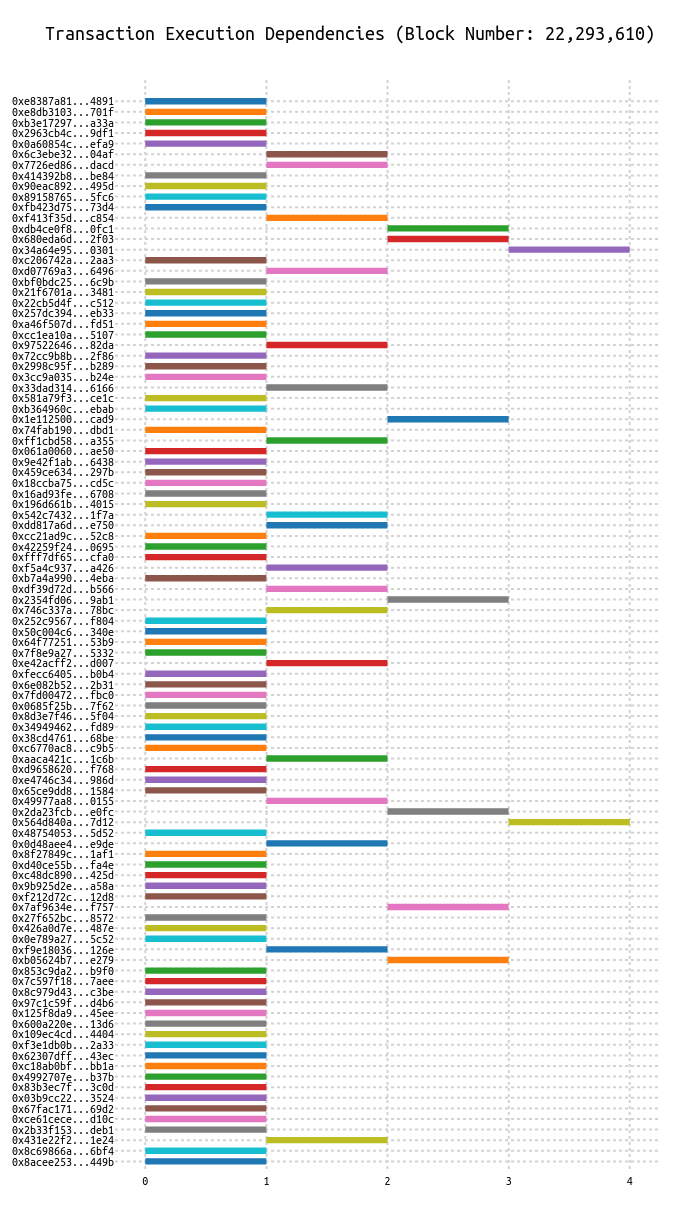 Transaction Execution Dependencies (Block Number: 22,293,610)
0xe8387a81...4891
0xe8db3103...701f
0xb3e17297...a33a
0x2963cb4c...9df1
0x0a60854c...efa9
0x6c3ebe32...04af
0x7726ed86...dacd
0x414392b8...be84
0x90eac892...495d
0x89158765...5fc6
0xfb423d75...73d4
0xf413f35d...c854
0xdb4ce0f8...0fc1
0x680eda6d...2f03
0x34a64e95...0301
0xc206742a...2aa3
0xd07769a3...6496
0xbf0bdc25...6c9b
0x21f6701a...3481
0x22cb5d4f...c512
0x257dc394...eb33
0xa46f507d...fd51
0xcc1ea10a...5107
0x97522646...82da
0x72cc9b8b...2f86
0x2998c95f...b289
0x3cc9a035...b24e
0x33dad314...6166
0x581a79f3...ce1c
0xb364960c...ebab
0x1e112500...cad9
0x74fab190...dbd1
0xff1cbd58...a355
0x061a0060...ae50
0x9e42f1ab...6438
0x459ce634...297b
0x18ccba75...cd5c
0x16ad93fe...6708
0x196d661b...4015
0x542c7432...1f7a
0xdd817a6d...e750
0xcc21ad9c...52c8
0x42259f24...0695
0xfff7df65...cfa0
0xf5a4c937...a426
0xb7a4a990...4eba
0xdf39d72d...b566
0x2354fd06...9ab1
0x746c337a...78bc
0x252c9567...f804
0x50c004c6...340e
0x64f77251...53b9
0x7f8e9a27...5332
0xe42acff2...d007
0xfecc6405...b0b4
0x6e082b52...2b31
0x7fd00472...fbc0
0x0685f25b...7f62
0x8d3e7f46...5f04
0x34949462...fd89
0x38cd4761...68be
0xc6770ac8...c9b5
0xaaca421c...1c6b
0xd9658620...f768
0xe4746c34...986d
0x65ce9dd8...1584
0x49977aa8...0155
0x2da23fcb...e0fc
0x564d840a...7d12
0x48754053...5d52
0x0d48aee4...e9de
0x8f27849c...1af1
0xd40ce55b...fa4e
0xc48dc890...425d
0x9b925d2e...a58a
0xf212d72c...12d8
0x7af9634e...f757
0x27f652bc...8572
0x426a0d7e...487e
0x0e789a27...5c52
0xf9e18036...126e
0xb05624b7...e279
0x853c9da2...b9f0
0x7c597f18...7aee
0x8c979d43...c3be
0x97c1c59f...d4b6
0x125f8da9...45ee
0x600a220e...13d6
0x109ec4cd...4404
0xf3e1db0b...2a33
0x62307dff...43ec
0xc18ab0bf...bb1a
0x4992707e...b37b
0x83b3ec7f...3c0d
0x03b9cc22...3524
0x67fac171...69d2
0xce61cece...d10c
0x2b33f153...deb1
0x431e22f2...1e24
0x8c69866a...6bf4
0x8acee253...449b
0 1 2 3 4